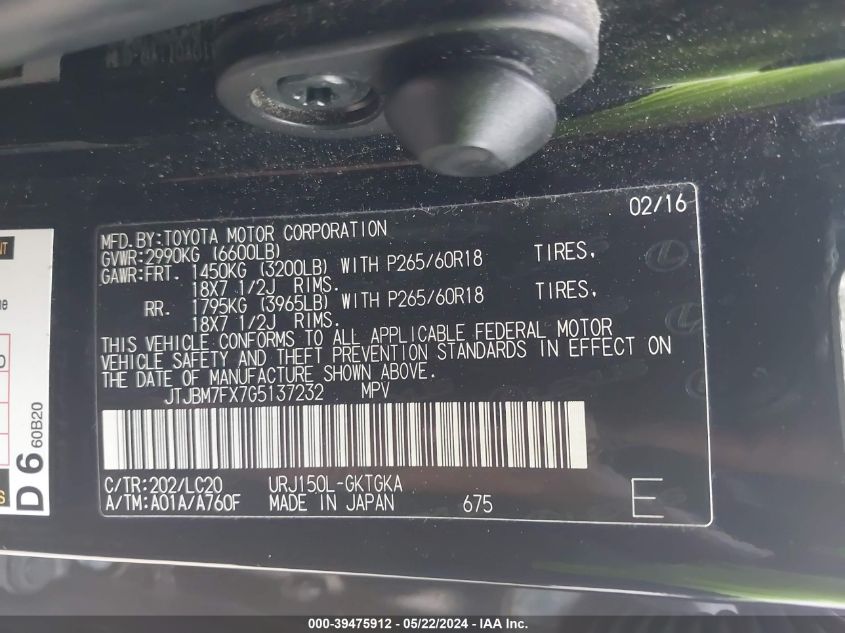 02/16
MFD.BY:TOYOTA MOTOR CORPORATION
GVWR:2990KG (6600LB)
GAWR:FRT. 1450KG (3200LB) WITH P265/60R18 TIRES,
18X7 1/2J RIMS.
RR. 1795KG (3965LB) WITH P265/60R18 TIRES,
18X7 1/2J RIMS.
THIS VEHICLE CONFORMS TO ALL APPLICABLE FEDERAL MOTOR
VEHICLE SAFETY AND THEFT PREVENTION STANDARDS IN EFFECT ON
THE DATE OF MANUFACTURE SHOWN ABOVE.
JTJBM7FX7G5137232 MPV
C/TR:202/LC20 URJ150L-GKTGKA
A/TM:A01A/A760F MADE IN JAPAN 675 E
D 6 60B20
000-39475912 - 05/22/2024 - IAA Inc.